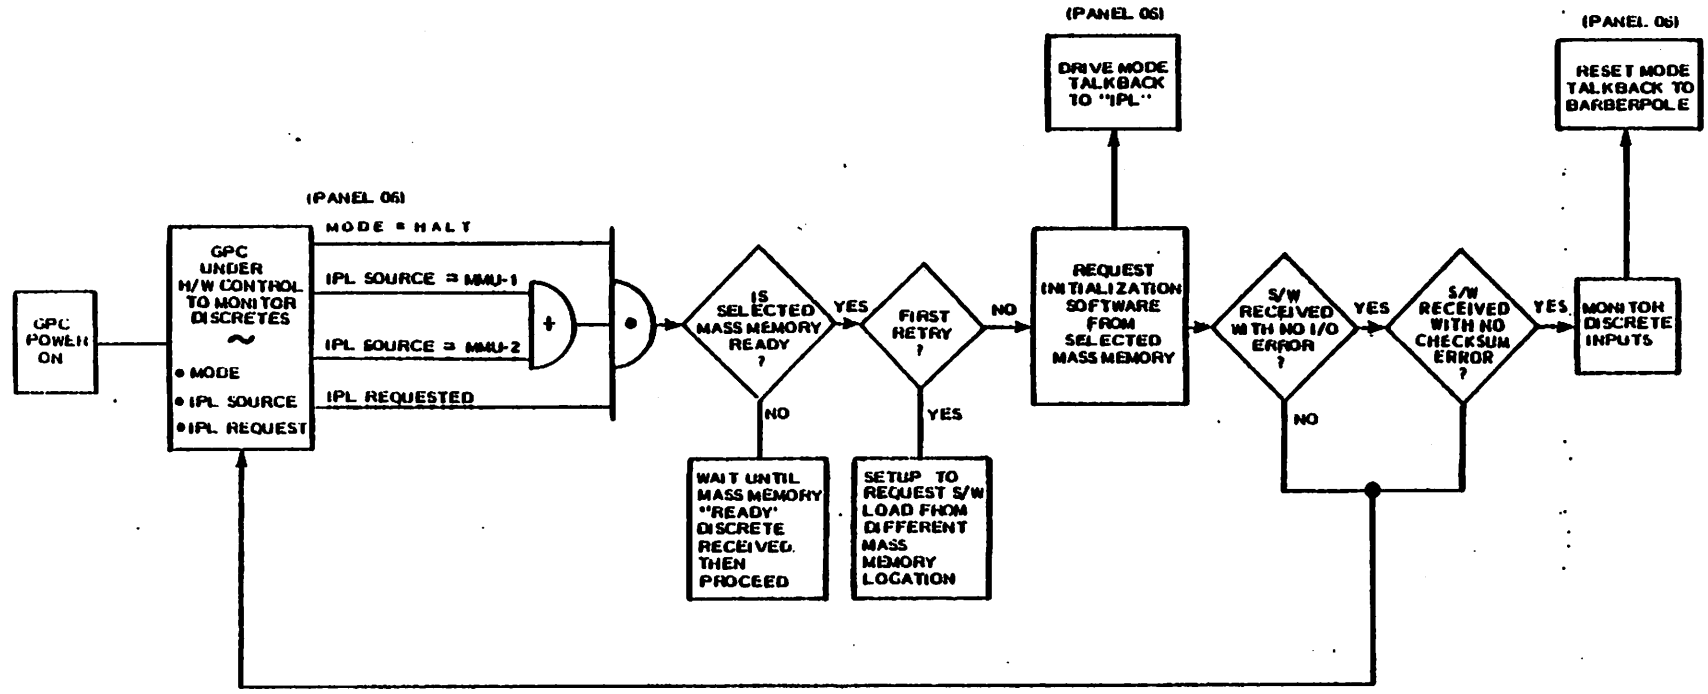 (PANEL O6)
DRIVE MODE
TALKBACK
TO "IPL"
(PANEL O6)
RESET MODE
TALKBACK TO
BARBERPOLE
(PANEL O6)
GPC
POWER
ON
GPC
UNDER
H/W CONTROL
TO MONITOR
DISCRETES
~
• MODE
• IPL SOURCE
• IPL REQUEST
MODE = HALT
IPL SOURCE = MMU-1
IPL SOURCE = MMU-2
IPL REQUESTED
+
•
IS
SELECTED
MASS MEMORY
READY
?
YES
NO
WAIT UNTIL
MASS MEMORY
"READY"
DISCRETE
RECEIVED.
THEN
PROCEED
FIRST
RETRY
?
NO
YES
SETUP TO
REQUEST S/W
LOAD FROM
DIFFERENT
MASS
MEMORY
LOCATION
REQUEST
INITIALIZATION
SOFTWARE
FROM
SELECTED
MASS MEMORY
S/W
RECEIVED
WITH NO I/O
ERROR
?
YES
NO
S/W
RECEIVED
WITH NO
CHECKSUM
ERROR
?
YES
MONITOR
DISCRETE
INPUTS